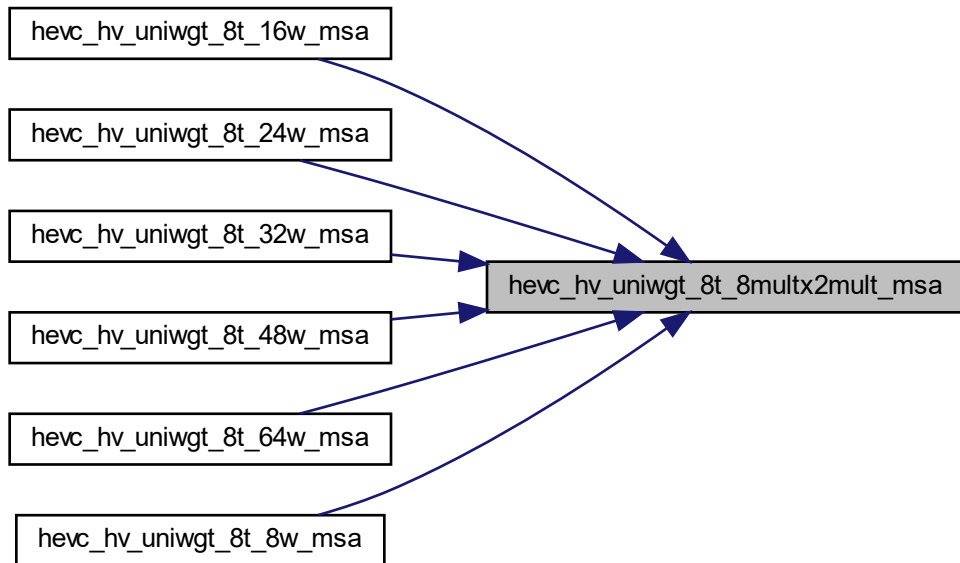 hevc_hv_uniwgt_8t_16w_msa
hevc_hv_uniwgt_8t_24w_msa
hevc_hv_uniwgt_8t_32w_msa
hevc_hv_uniwgt_8t_8multx2mult_msa
hevc_hv_uniwgt_8t_48w_msa
hevc_hv_uniwgt_8t_64w_msa
hevc_hv_uniwgt_8t_8w_msa